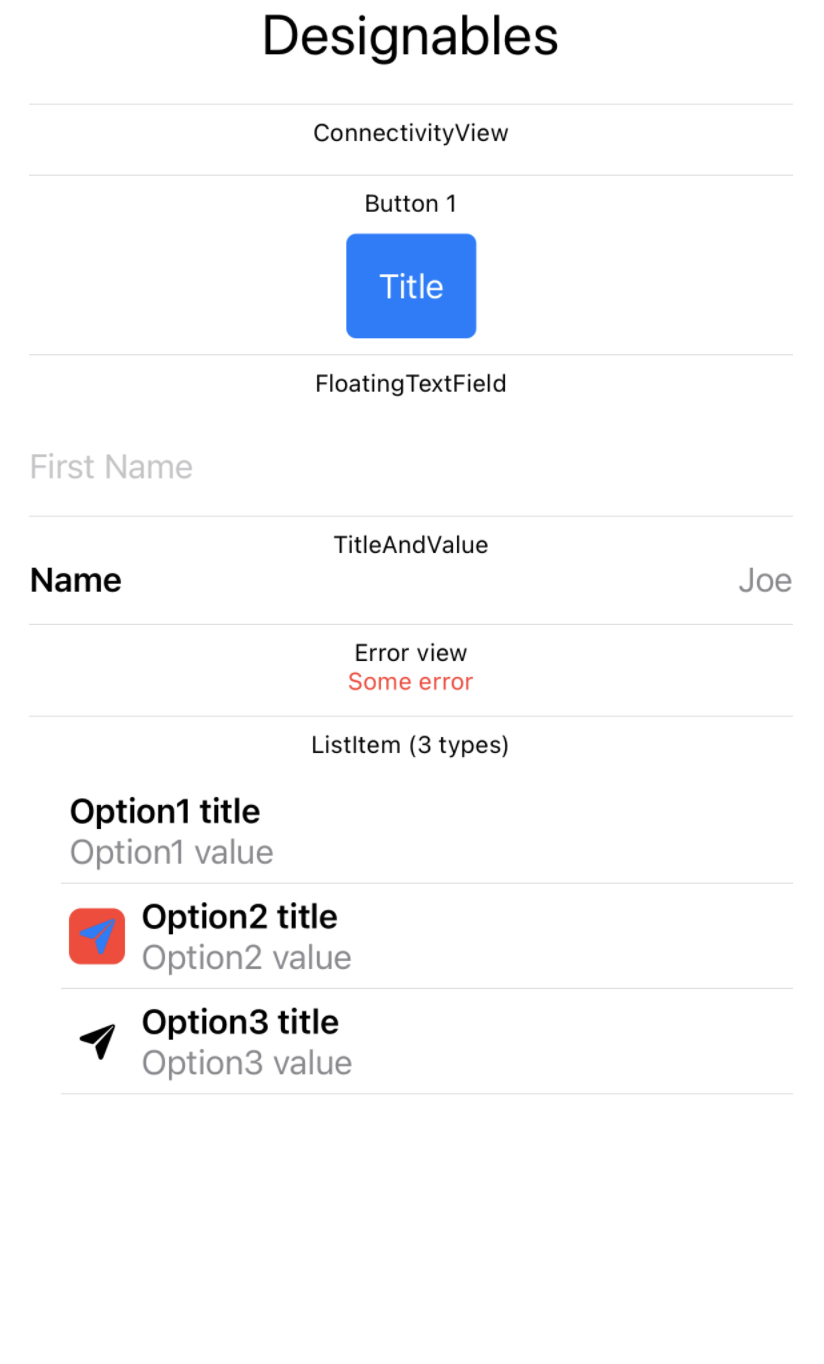 Designables
ConnectivityView
Button 1
Title
FloatingTextField
First Name
TitleAndValue
Name Joe
Error view
Some error
ListItem (3 types)
Option1 title
Option1 value
Option2 title
Option2 value
Option3 title
Option3 value